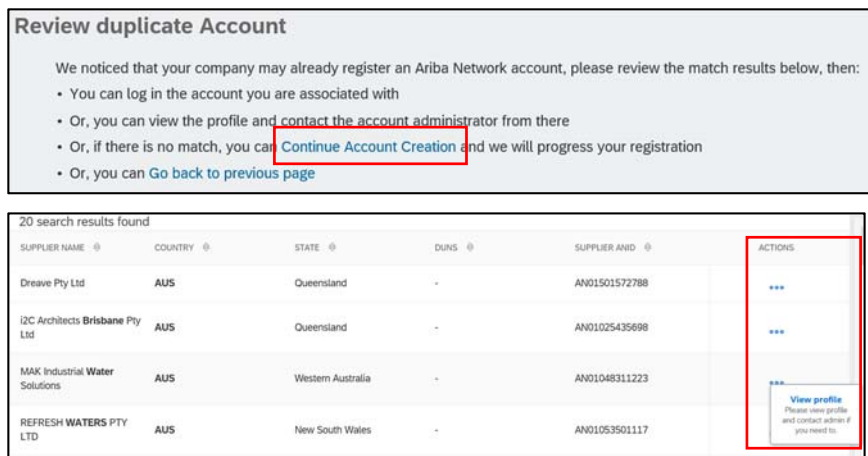 Review duplicate Account
We noticed that your company may already register an Ariba Network account, please review the match results below, then:
• You can log in the account you are associated with
• Or, you can view the profile and contact the account administrator from there
• Or, if there is no match, you can Continue Account Creation and we will progress your registration
• Or, you can Go back to previous page
20 search results found
SUPPLIER NAME COUNTRY STATE DUNS SUPPLIER ANID ACTIONS
Dreave Pty Ltd AUS Queensland - AN01501572788 •••
i2C Architects Brisbane Pty
Ltd AUS Queensland - AN01025435698 •••
MAK Industrial Water
Solutions AUS Western Australia - AN01048311223 •••
View profile
Please view profile
and contact admin if
you need to.
REFRESH WATERS PTY
LTD AUS New South Wales - AN01053501117